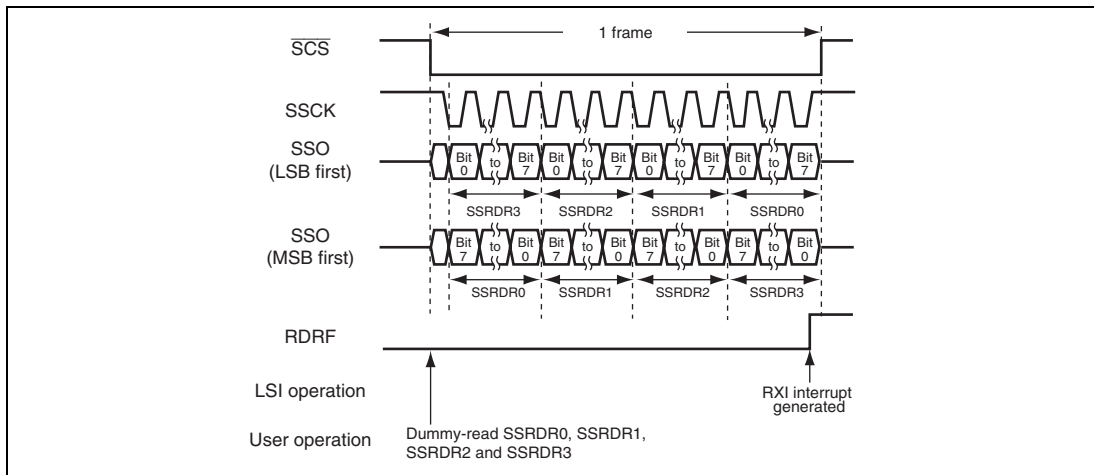 1 frame
SCS
SSCK
SSO
(LSB first)
Bit 0 to Bit 7 Bit 0 to Bit 7 Bit 0 to Bit 7 Bit 0 to Bit 7
SSRDR3 SSRDR2 SSRDR1 SSRDR0
SSO
(MSB first)
Bit 7 to Bit 0 Bit 7 to Bit 0 Bit 7 to Bit 0 Bit 7 to Bit 0
SSRDR0 SSRDR1 SSRDR2 SSRDR3
RDRF
LSI operation
RXI interrupt
generated
User operation
Dummy-read SSRDR0, SSRDR1,
SSRDR2 and SSRDR3